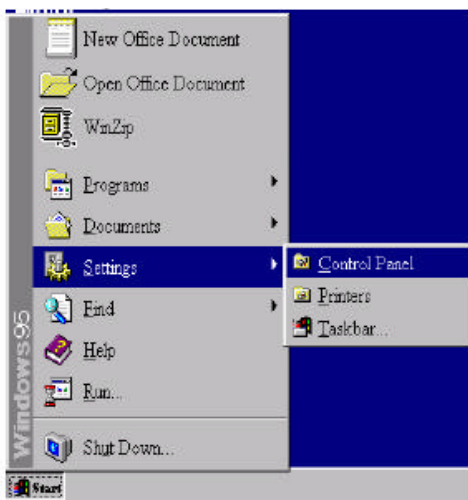 New Office Document
Open Office Document
WinZip
Programs
Documents
Settings
Control Panel
Printers
Taskbar...
Find
Help
Run...
Shut Down...
Windows95
Start